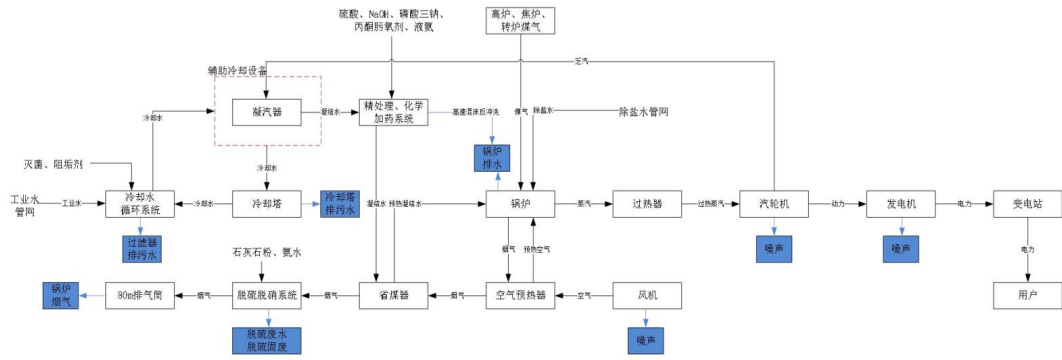 硫酸、NaOH、磷酸三钠、
丙酮肟氧剂、液氨
高炉、焦炉、
转炉煤气
乏汽
辅助冷却设备
凝汽器
凝结水
精处理、化学
加药系统
高速混床反冲洗
煤气
除盐水
除盐水管网
冷却水
锅炉
排水
灭菌、阻垢剂
冷却水
工业水
管网
工业水
冷却水
循环系统
冷却水
冷却塔
冷却塔
排污水
凝结水
预热凝结水
锅炉
蒸汽
过热器
过热蒸汽
汽轮机
动力
发电机
电力
变电站
过滤器
排污水
石灰石粉、氨水
烟气
预热空气
噪声
噪声
电力
锅炉
烟气
80m排气筒
烟气
脱硫脱硝系统
烟气
省煤器
烟气
空气预热器
空气
风机
用户
脱硫废水
脱硫固废
噪声